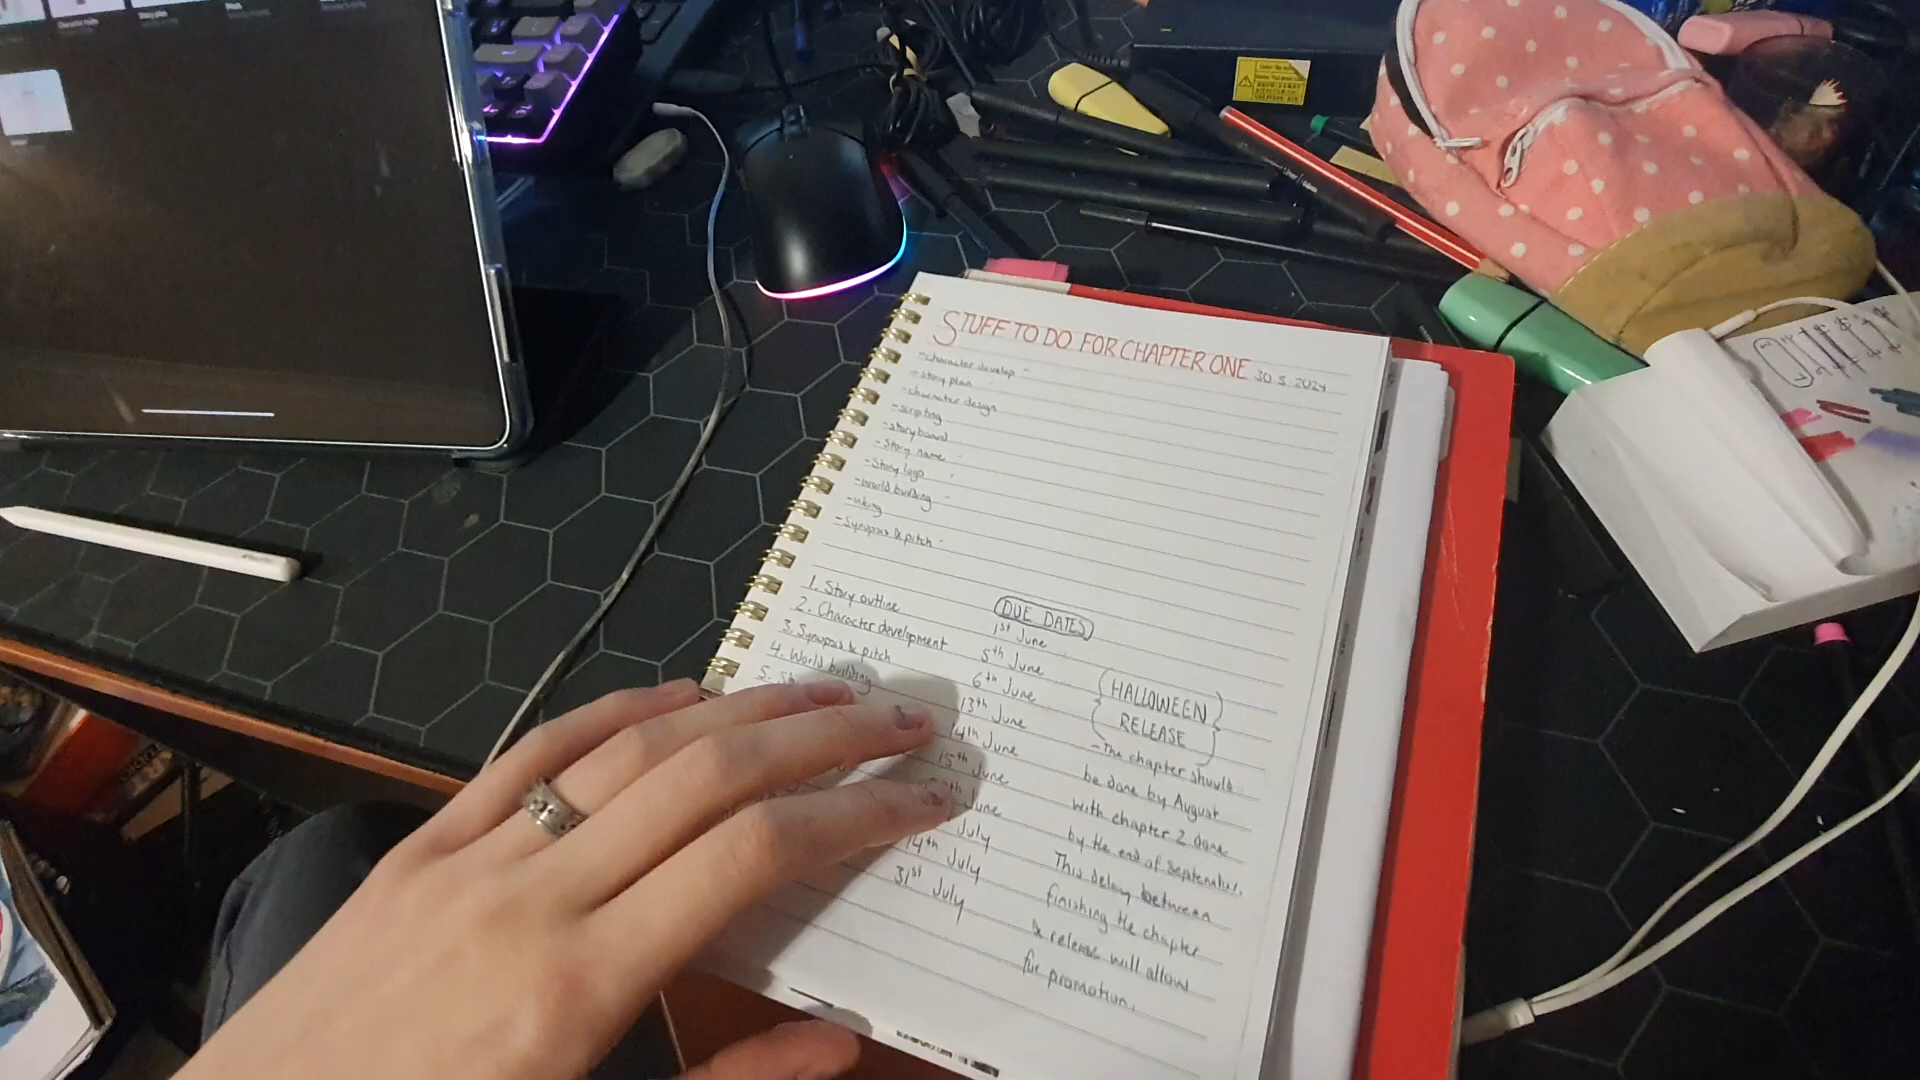 STUFF TO DO FOR CHAPTER ONE 30 5 2024
- character develop -
- story plan -
- character design
- scripting
- storyboard
- Story name -
- Story logo -
- World building -
- inking
- Synopsis & pitch -
DUE DATES
1. Story outline 1st June
2. Character development 5th June
3. Synopsis & pitch 6th June
4. World building 13th June
5. 14th June
15th June
June
July
14th July
31st July
HALLOWEEN
RELEASE
- The chapter should
be done by August
with chapter 2 done
by the end of September.
This delay between
finishing the chapter
& release will allow
for promotion.